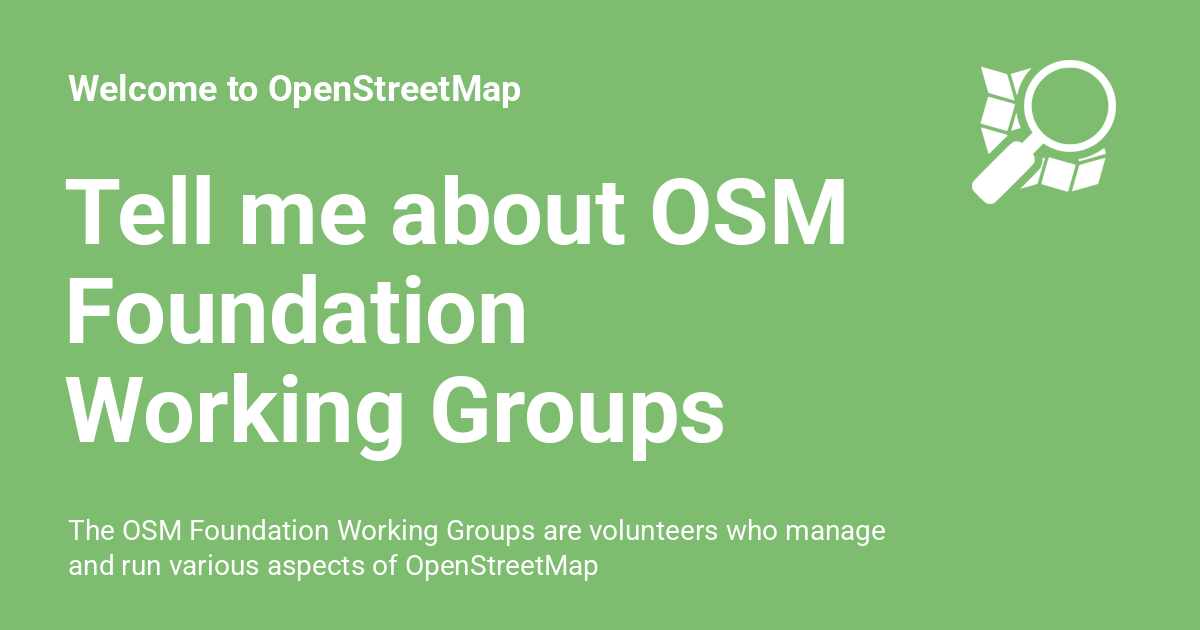 Welcome to OpenStreetMap
Tell me about OSM
Foundation
Working Groups
The OSM Foundation Working Groups are volunteers who manage
and run various aspects of OpenStreetMap